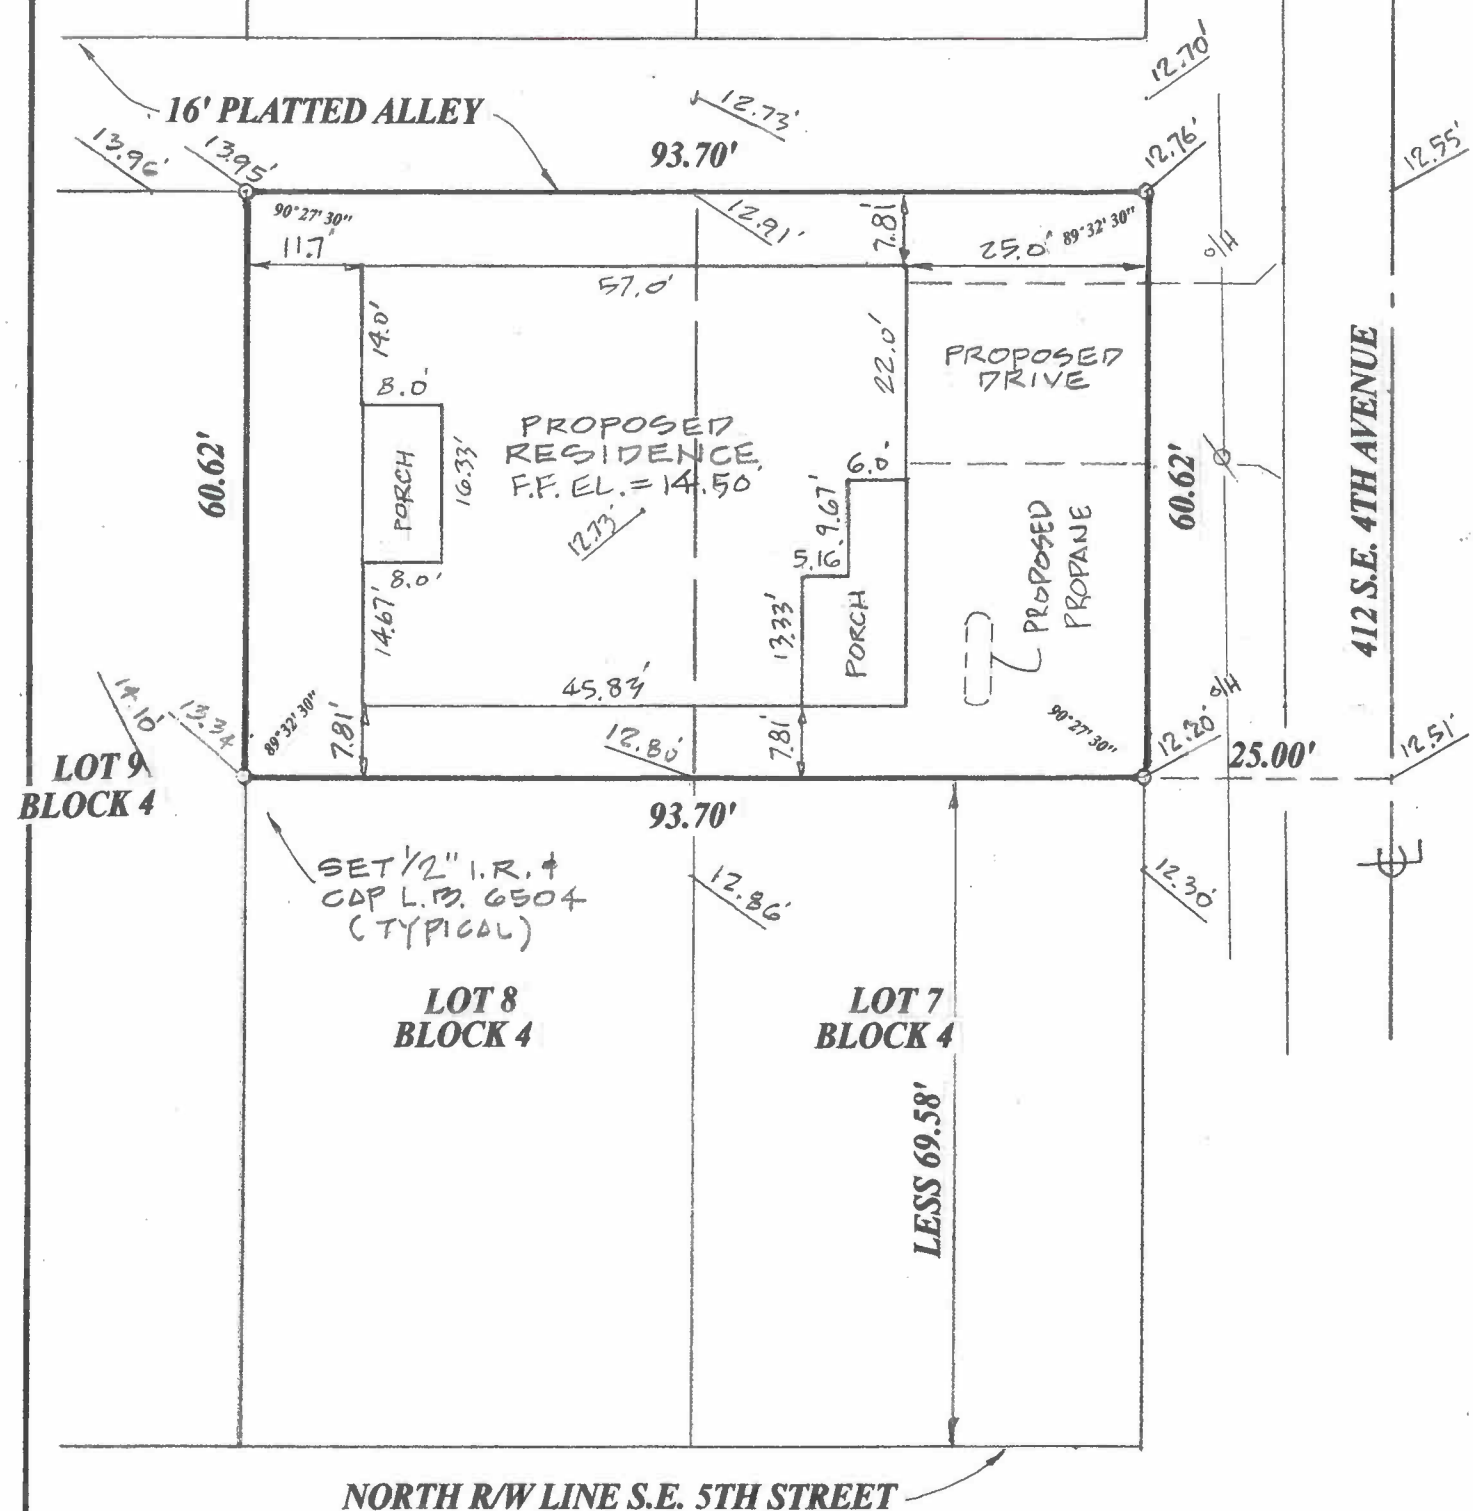 12.70'
16' PLATTED ALLEY
12.73'
13.96'
13.95'
93.70'
12.76'
12.55'
90°27'30"
12.91'
7.81'
89°32'30"
11.7'
25.0'
O/H
57.0'
14.0'
22.0'
PROPOSED
DRIVE
8.0'
PROPOSED
RESIDENCE
F.F. EL. = 14.50'
12.73'
60.62'
PORCH
16.33'
6.0'
9.67'
5.16
60.62'
412 S.E. 4TH AVENUE
8.0'
14.67'
13.33'
PORCH
PROPOSED
PROPANE
45.84'
14.10'
13.34'
89°32'30"
7.81'
12.80'
7.81'
90°27'30"
12.20'
O/H
25.00'
12.51'
LOT 9
BLOCK 4
93.70'
SET 1/2" I.R. &
CAP L.B. 6504
(TYPICAL)
12.86'
12.30'
LOT 8
BLOCK 4
LOT 7
BLOCK 4
LESS 69.58'
NORTH R/W LINE S.E. 5TH STREET